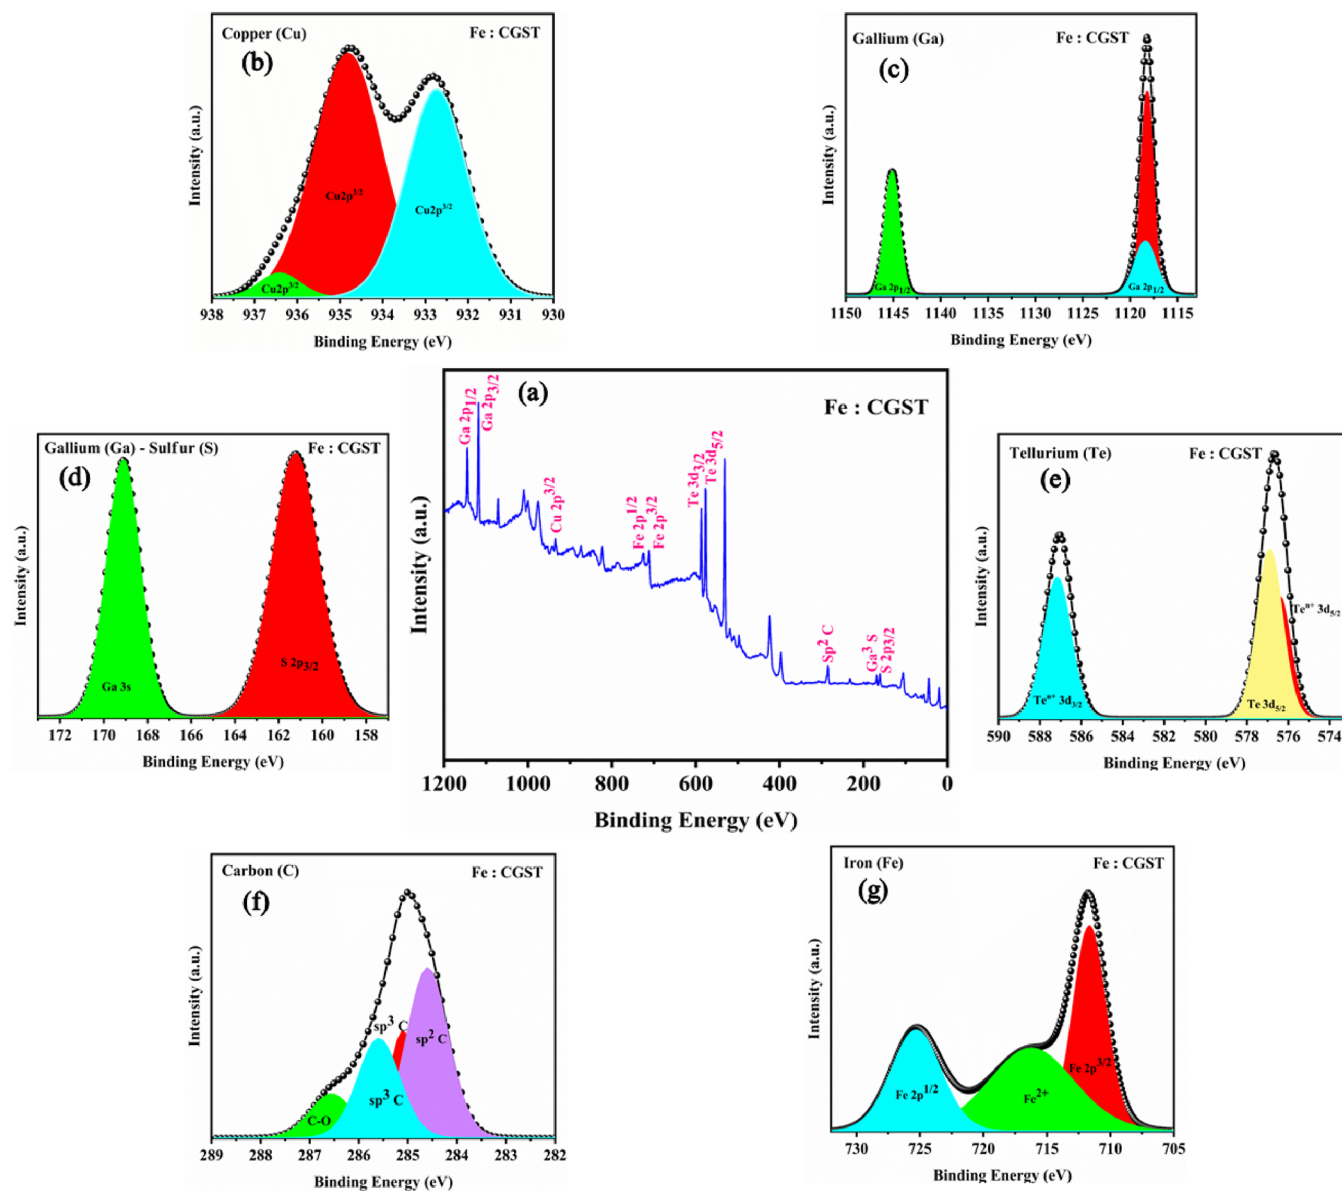 Copper (Cu) Fe : CGST
(b)
Intensity (a.u.)
Cu2p3/2
Cu2p3/2
Cu2p3/2
938 937 936 935 934 933 932 931 930
Binding Energy (eV)
Gallium (Ga) Fe : CGST
(c)
Intensity (a.u.)
Ga 2p1/2
Ga 2p1/2
1150 1145 1140 1135 1130 1125 1120 1115
Binding Energy (eV)
Gallium (Ga) - Sulfur (S) Fe : CGST
(d)
Intensity (a.u.)
Ga 3s
S 2p3/2
172 170 168 166 164 162 160 158
Binding Energy (eV)
(a)
Fe : CGST
Intensity (a.u.)
Ga 2p1/2
Ga 2p3/2
Cu 2p3/2
Fe 2p1/2
Fe 2p3/2
Te 3d3/2
Te 3d5/2
Sp2 C
Ga3 S
S 2p3/2
1200 1000 800 600 400 200 0
Binding Energy (eV)
Tellurium (Te) Fe : CGST
(e)
Intensity (a.u.)
Ten+ 3d3/2
Te 3d5/2
Ten+ 3d5/2
590 588 586 584 582 580 578 576 574
Binding Energy (eV)
Carbon (C) Fe : CGST
(f)
Intensity (a.u.)
C-O
sp3 C
sp3 C
sp2 C
289 288 287 286 285 284 283 282
Binding Energy (eV)
Iron (Fe) Fe : CGST
(g)
Intensity (a.u.)
Fe 2p1/2
Fe2+
Fe 2p3/2
730 725 720 715 710 705
Binding Energy (eV)